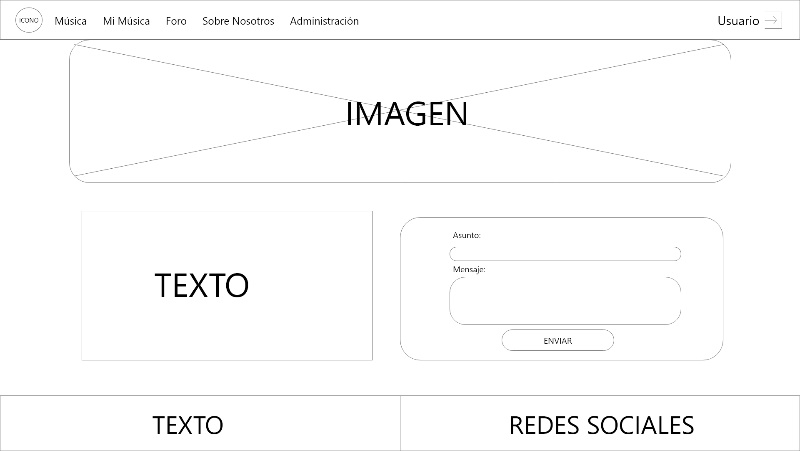 ICONO Música Mi Música Foro Sobre Nosotros Administración Usuario
IMAGEN
TEXTO
Asunto:
Mensaje:
ENVIAR
TEXTO REDES SOCIALES